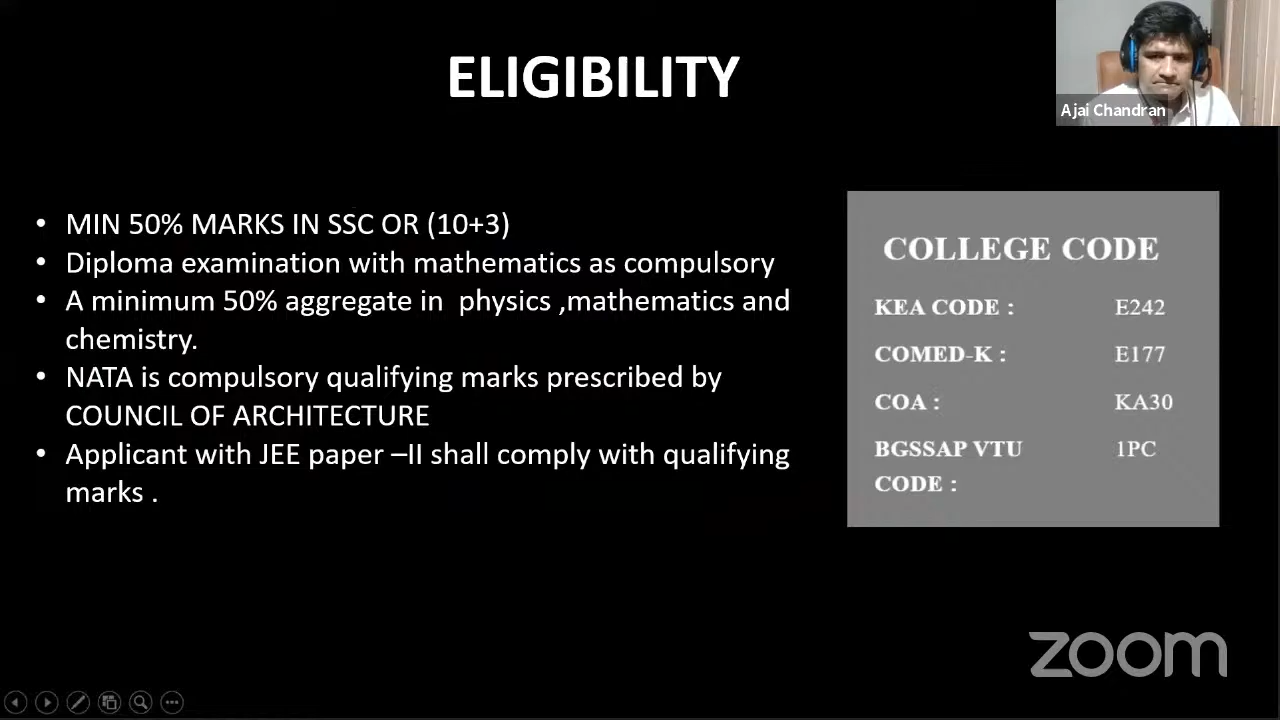 ELIGIBILITY
Ajai Chandran
• MIN 50% MARKS IN SSC OR (10+3)
• Diploma examination with mathematics as compulsory
• A minimum 50% aggregate in physics ,mathematics and
chemistry.
• NATA is compulsory qualifying marks prescribed by
COUNCIL OF ARCHITECTURE
• Applicant with JEE paper –II shall comply with qualifying
marks .
COLLEGE CODE
KEA CODE : E242
COMED-K : E177
COA : KA30
BGSSAP VTU 1PC
CODE :
zoom